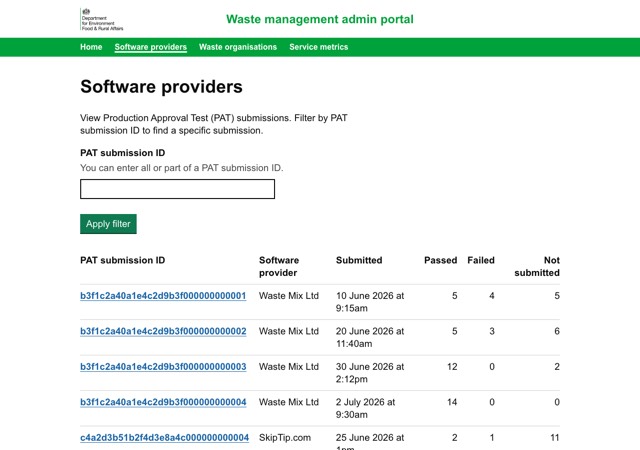 Department
for Environment
Food & Rural Affairs
Waste management admin portal
Home Software providers Waste organisations Service metrics
Software providers
View Production Approval Test (PAT) submissions. Filter by PAT
submission ID to find a specific submission.
PAT submission ID
You can enter all or part of a PAT submission ID.
Apply filter
PAT submission ID Software provider Submitted Passed Failed Not submitted
b3f1c2a40a1e4c2d9b3f000000000001 Waste Mix Ltd 10 June 2026 at 9:15am 5 4 5
b3f1c2a40a1e4c2d9b3f000000000002 Waste Mix Ltd 20 June 2026 at 11:40am 5 3 6
b3f1c2a40a1e4c2d9b3f000000000003 Waste Mix Ltd 30 June 2026 at 2:12pm 12 0 2
b3f1c2a40a1e4c2d9b3f000000000004 Waste Mix Ltd 2 July 2026 at 9:30am 14 0 0
c4a2d3b51b2f4d3e8a4c000000000004 SkipTip.com 25 June 2026 at 1pm 2 1 11